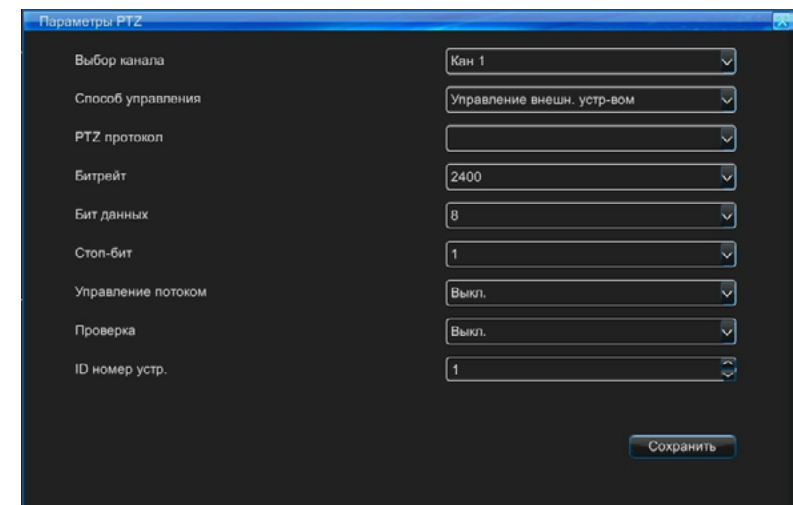 Параметры PTZ
Выбор канала Кан 1
Способ управления Управление внешн. устр-вом
PTZ протокол
Битрейт 2400
Бит данных 8
Стоп-бит 1
Управление потоком Выкл.
Проверка Выкл.
ID номер устр. 1
Сохранить